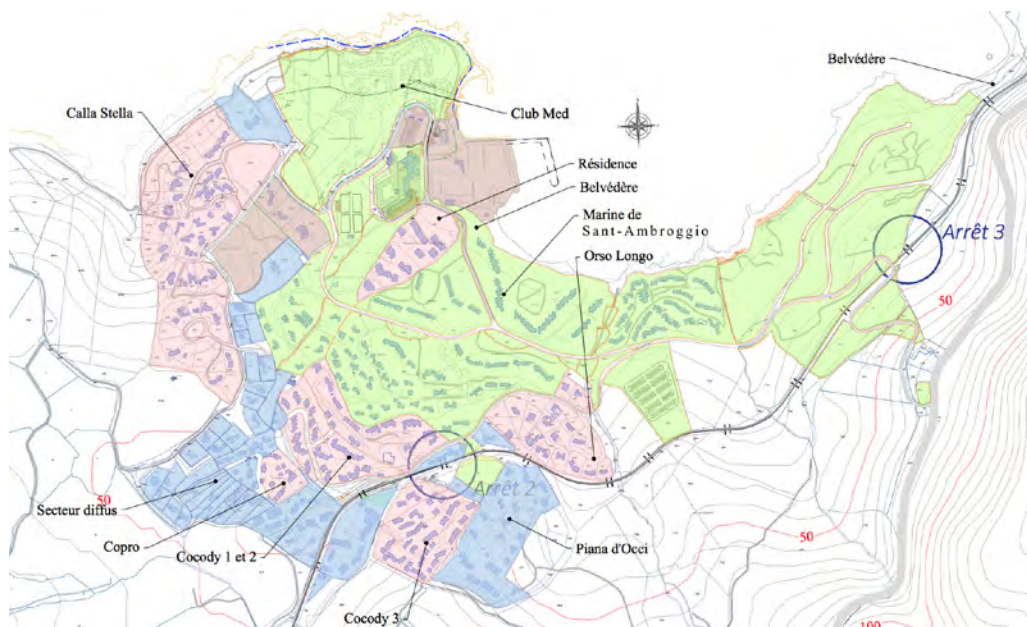 Belvédère
Calla Stella
Club Med
Résidence
Belvédère
Marine de
Sant-Ambroggio
Arrêt 3
Orso Longo
50
50
Secteur diffus
Arrêt 2
Copro
Cocody 1 et 2
Piana d'Occi
50
Cocody 3
100